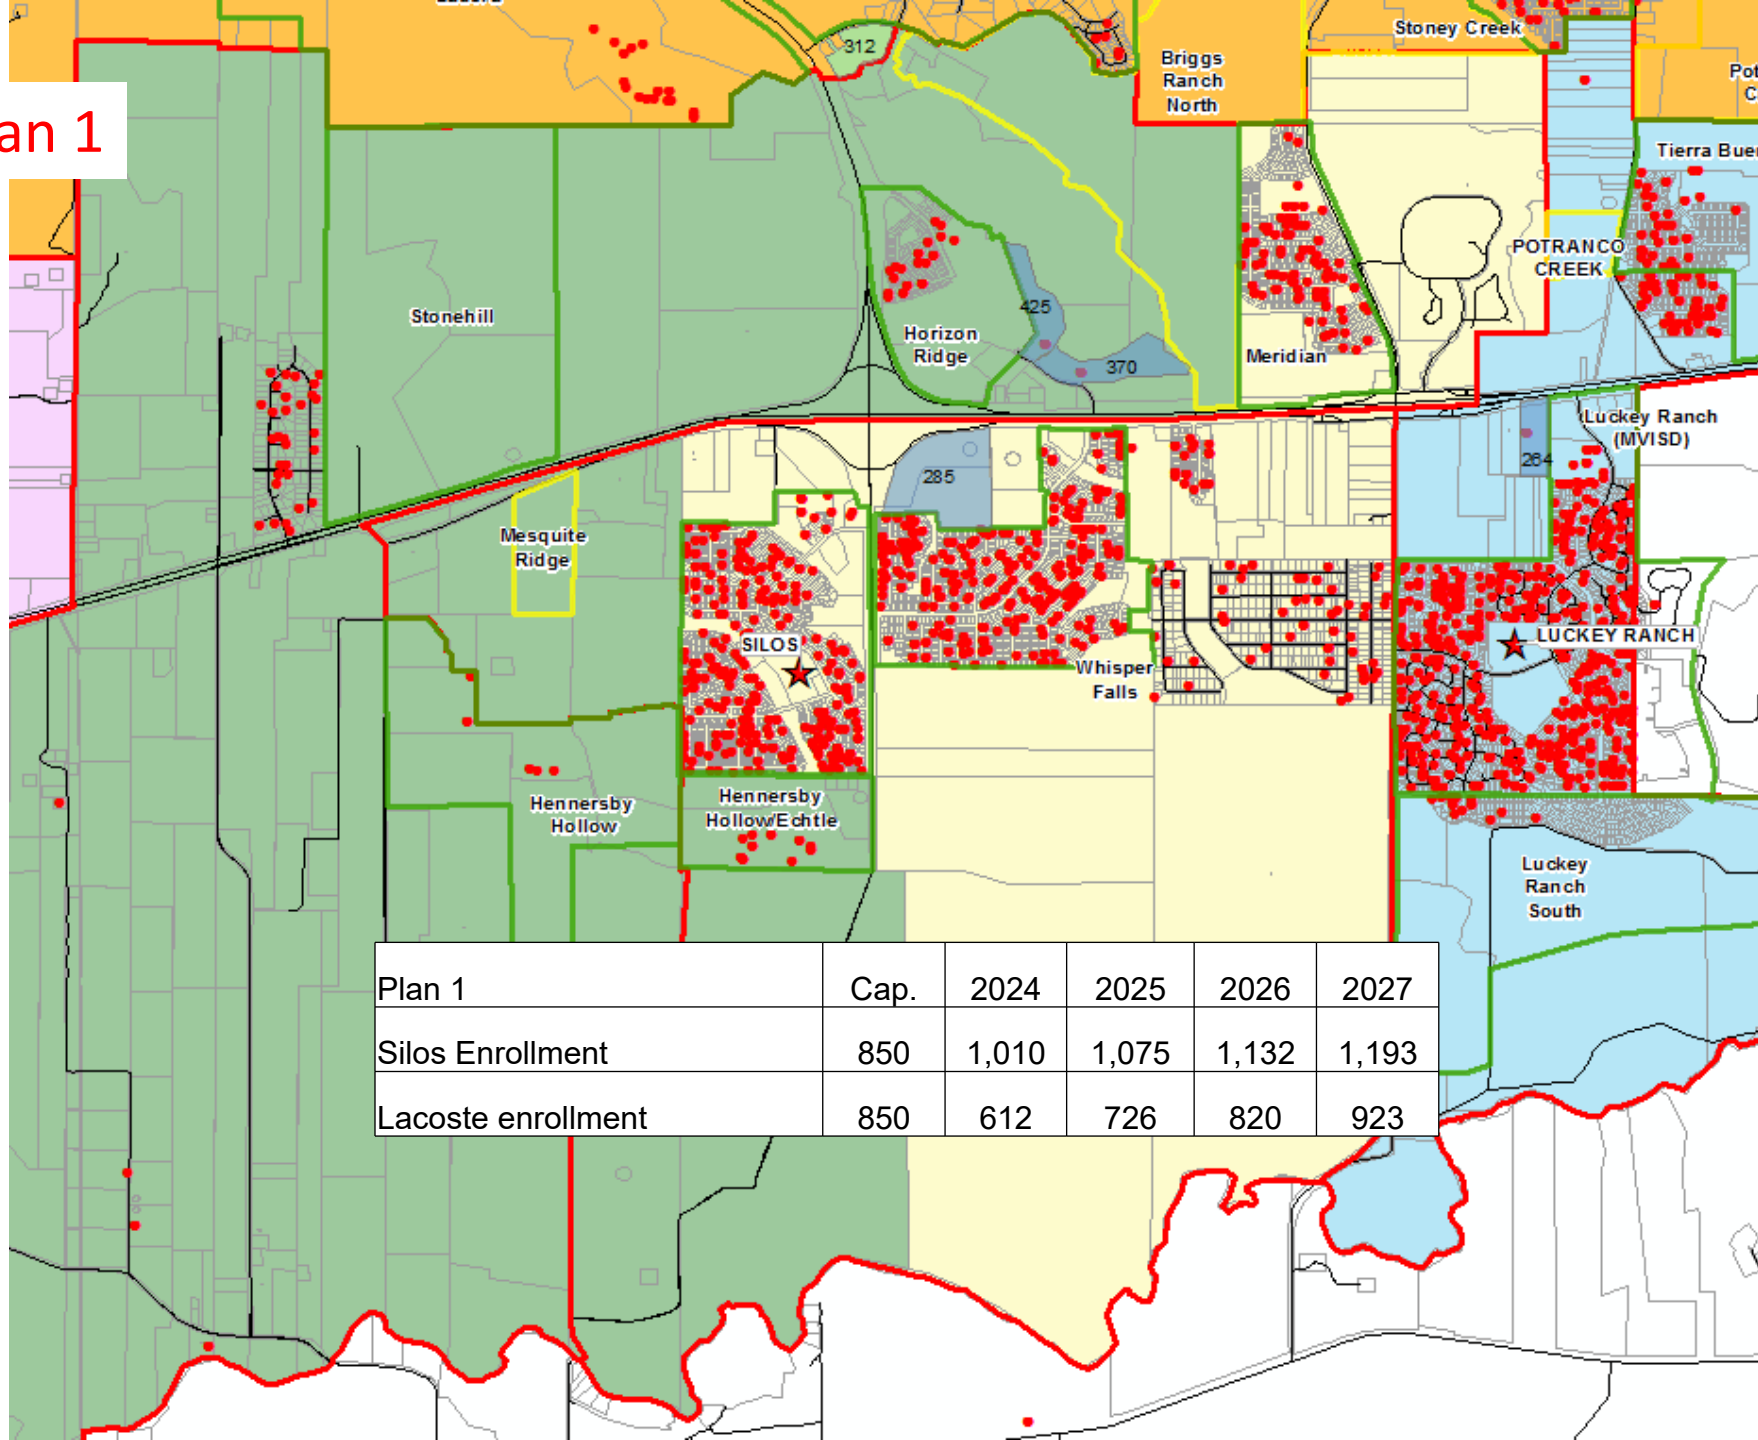 Stoney Creek
312
Briggs
Ranch
North
an 1
Tierra Buer
POTRANCO
CREEK
Stonehill
425
Horizon
Ridge
370
Meridian
Luckey Ranch
(MVISD)
264
285
Mesquite
Ridge
SILOS
LUCKEY RANCH
Whisper
Falls
Hennersby
Hollow
Hennersby
Hollow/Echtle
Luckey
Ranch
South
Plan 1 Cap. 2024 2025 2026 2027
Silos Enrollment 850 1,010 1,075 1,132 1,193
Lacoste enrollment 850 612 726 820 923